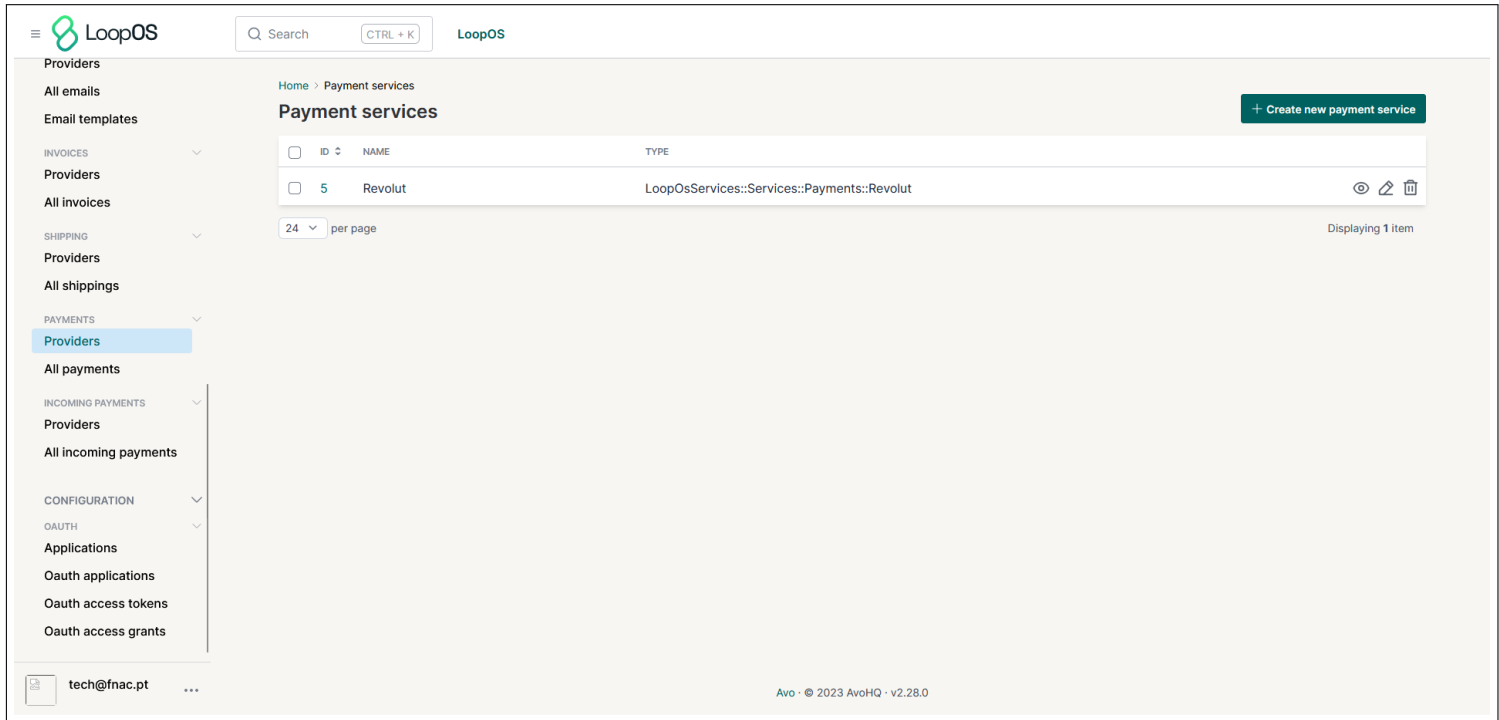 LoopOS
Search
CTRL + K
LoopOS
Providers
All emails
Email templates
INVOICES
Providers
All invoices
SHIPPING
Providers
All shippings
PAYMENTS
Providers
All payments
INCOMING PAYMENTS
Providers
All incoming payments
CONFIGURATION
OAUTH
Applications
Oauth applications
Oauth access tokens
Oauth access grants
tech@fnac.pt
Home > Payment services
Payment services
+ Create new payment service
ID NAME TYPE
5 Revolut LoopOsServices::Services::Payments::Revolut
24 per page
Displaying 1 item
Avo · © 2023 AvoHQ · v2.28.0